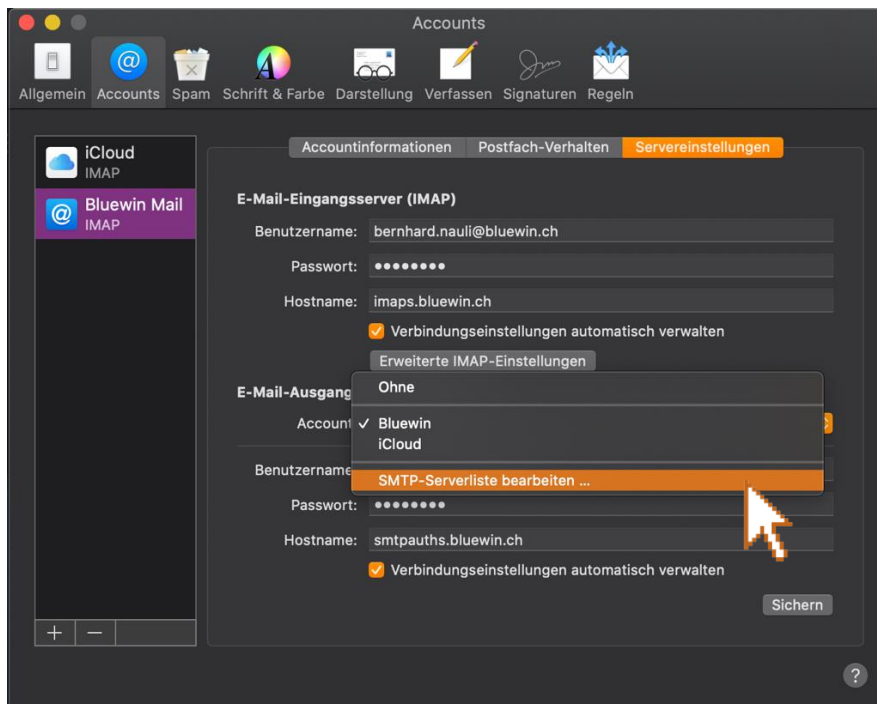 Accounts
Allgemein Accounts Spam Schrift & Farbe Darstellung Verfassen Signaturen Regeln
iCloud
IMAP
Bluewin Mail
IMAP
Accountinformationen Postfach-Verhalten Servereinstellungen
E-Mail-Eingangsserver (IMAP)
Benutzername: bernhard.nauli@bluewin.ch
Passwort: ●●●●●●●●
Hostname: imaps.bluewin.ch
Verbindungseinstellungen automatisch verwalten
Erweiterte IMAP-Einstellungen
Ohne
E-Mail-Ausgang
Account ✓ Bluewin
iCloud
Benutzername
SMTP-Serverliste bearbeiten ...
Passwort: ●●●●●●●●
Hostname: smtpauths.bluewin.ch
Verbindungseinstellungen automatisch verwalten
Sichern
?